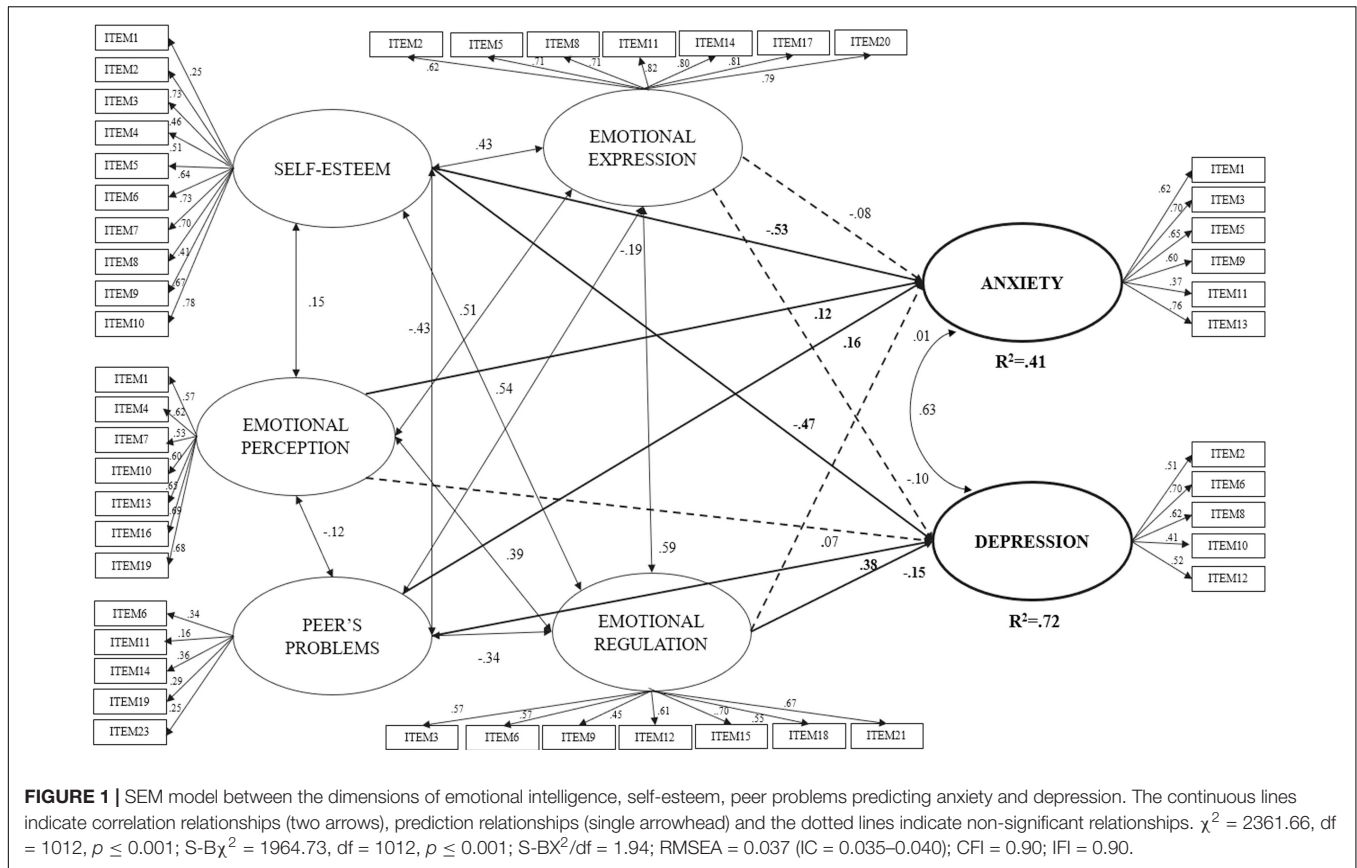 ITEM1
ITEM2
ITEM3
ITEM4
ITEM5
ITEM6
ITEM7
ITEM8
ITEM9
ITEM10
.25
.73
.46
.51
.64
.73
.70
.41
.67
.78
SELF-ESTEEM
ITEM2
ITEM5
ITEM8
ITEM11
ITEM14
ITEM17
ITEM20
.62
.71
.71
.82
.80
.81
.79
EMOTIONAL
EXPRESSION
.43
-.08
-.53
-.19
.15
-.43
.51
.12
.16
.01
.54
-.47
-.10
.63
ITEM1
ITEM3
ITEM5
ITEM9
ITEM11
ITEM13
.62
.70
.65
.60
.37
.76
ANXIETY
R²=.41
ITEM1
ITEM4
ITEM7
ITEM10
ITEM13
ITEM16
ITEM19
.57
.62
.53
.60
.65
.69
.68
EMOTIONAL
PERCEPTION
-.12
.39
.59
.07
.38
-.15
-.34
ITEM2
ITEM6
ITEM8
ITEM10
ITEM12
.51
.70
.62
.41
.52
DEPRESSION
R²=.72
ITEM6
ITEM11
ITEM14
ITEM19
ITEM23
.34
.16
.36
.29
.25
PEER'S
PROBLEMS
EMOTIONAL
REGULATION
.57
.57
.45
.61
.70
.55
.67
ITEM3
ITEM6
ITEM9
ITEM12
ITEM15
ITEM18
ITEM21
FIGURE 1 | SEM model between the dimensions of emotional intelligence, self-esteem, peer problems predicting anxiety and depression. The continuous lines
indicate correlation relationships (two arrows), prediction relationships (single arrowhead) and the dotted lines indicate non-significant relationships. χ² = 2361.66, df
= 1012, p ≤ 0.001; S-Bχ² = 1964.73, df = 1012, p ≤ 0.001; S-BX²/df = 1.94; RMSEA = 0.037 (IC = 0.035–0.040); CFI = 0.90; IFI = 0.90.